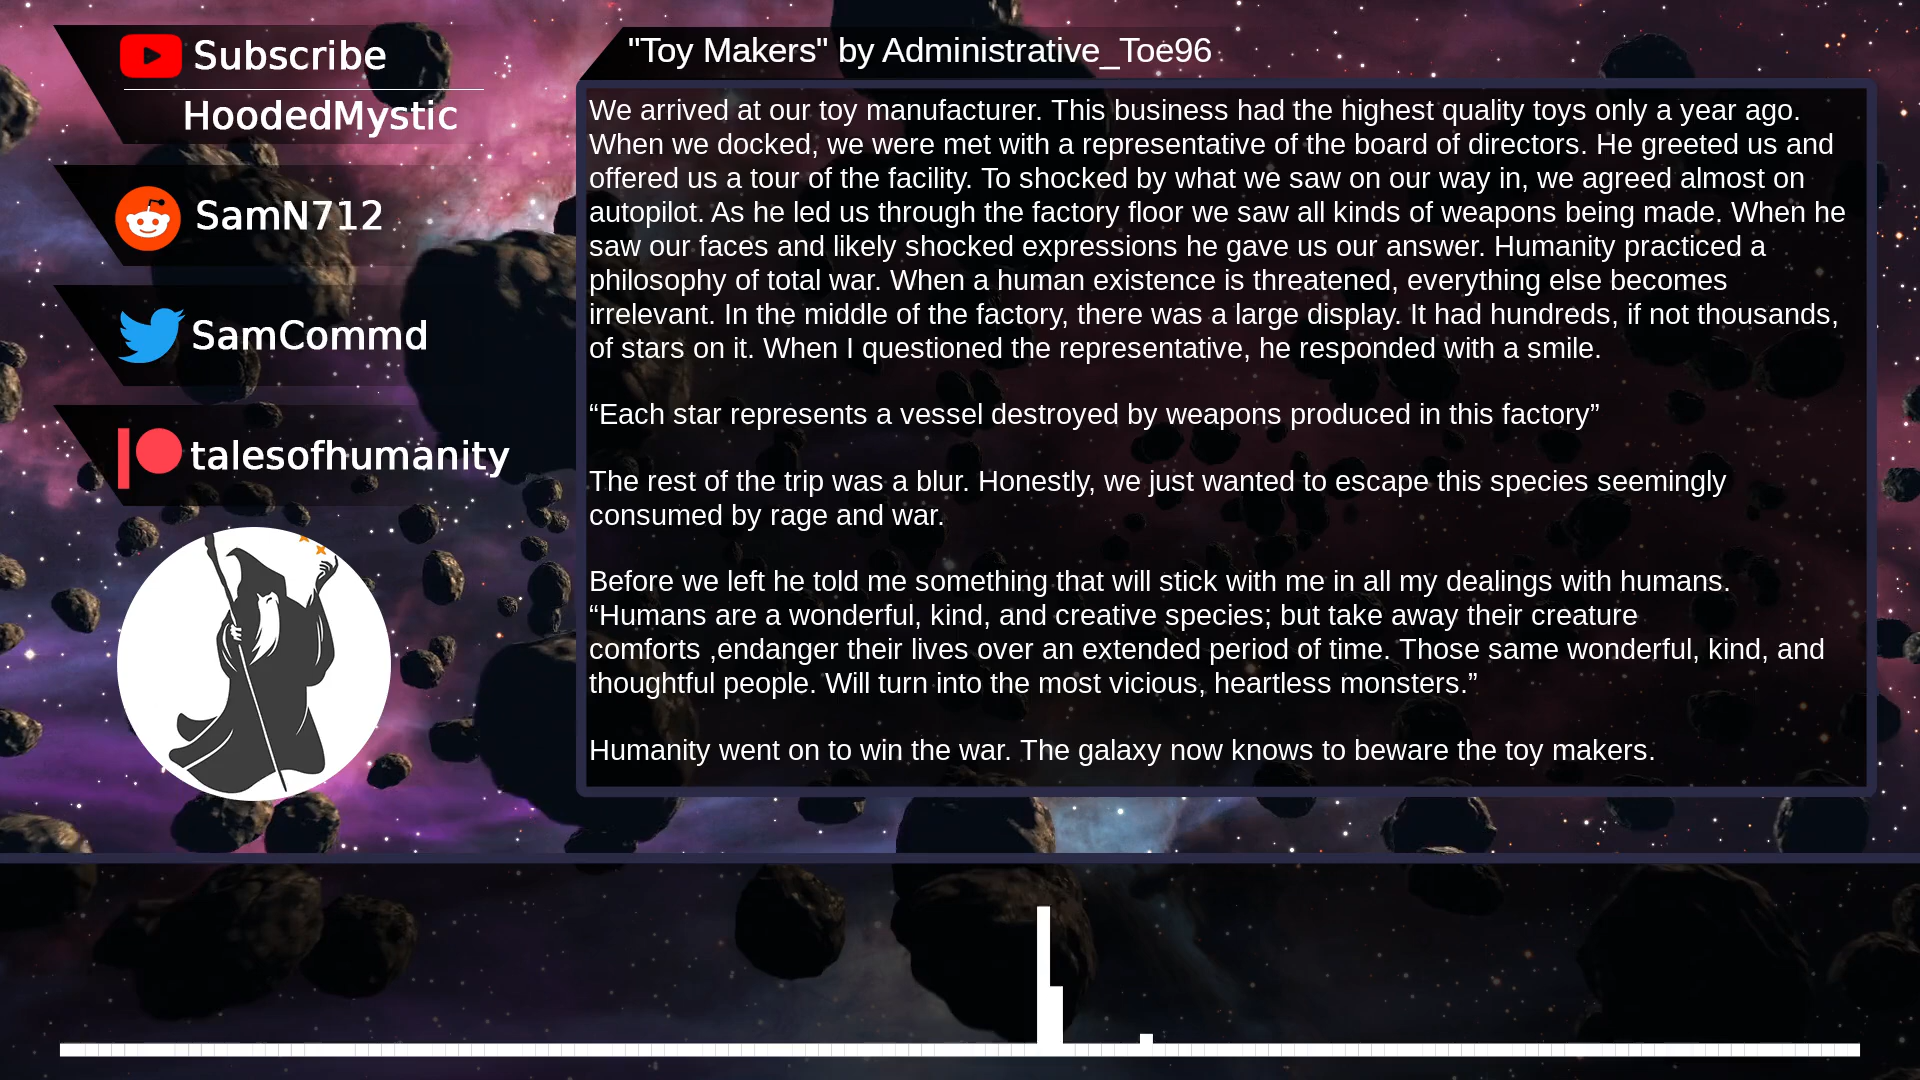 Subscribe
HoodedMystic
SamN712
SamCommd
talesofhumanity
"Toy Makers" by Administrative_Toe96
We arrived at our toy manufacturer. This business had the highest quality toys only a year ago.
When we docked, we were met with a representative of the board of directors. He greeted us and
offered us a tour of the facility. To shocked by what we saw on our way in, we agreed almost on
autopilot. As he led us through the factory floor we saw all kinds of weapons being made. When he
saw our faces and likely shocked expressions he gave us our answer. Humanity practiced a
philosophy of total war. When a human existence is threatened, everything else becomes
irrelevant. In the middle of the factory, there was a large display. It had hundreds, if not thousands,
of stars on it. When I questioned the representative, he responded with a smile.
“Each star represents a vessel destroyed by weapons produced in this factory”
The rest of the trip was a blur. Honestly, we just wanted to escape this species seemingly
consumed by rage and war.
Before we left he told me something that will stick with me in all my dealings with humans.
“Humans are a wonderful, kind, and creative species; but take away their creature
comforts ,endanger their lives over an extended period of time. Those same wonderful, kind, and
thoughtful people. Will turn into the most vicious, heartless monsters.”
Humanity went on to win the war. The galaxy now knows to beware the toy makers.